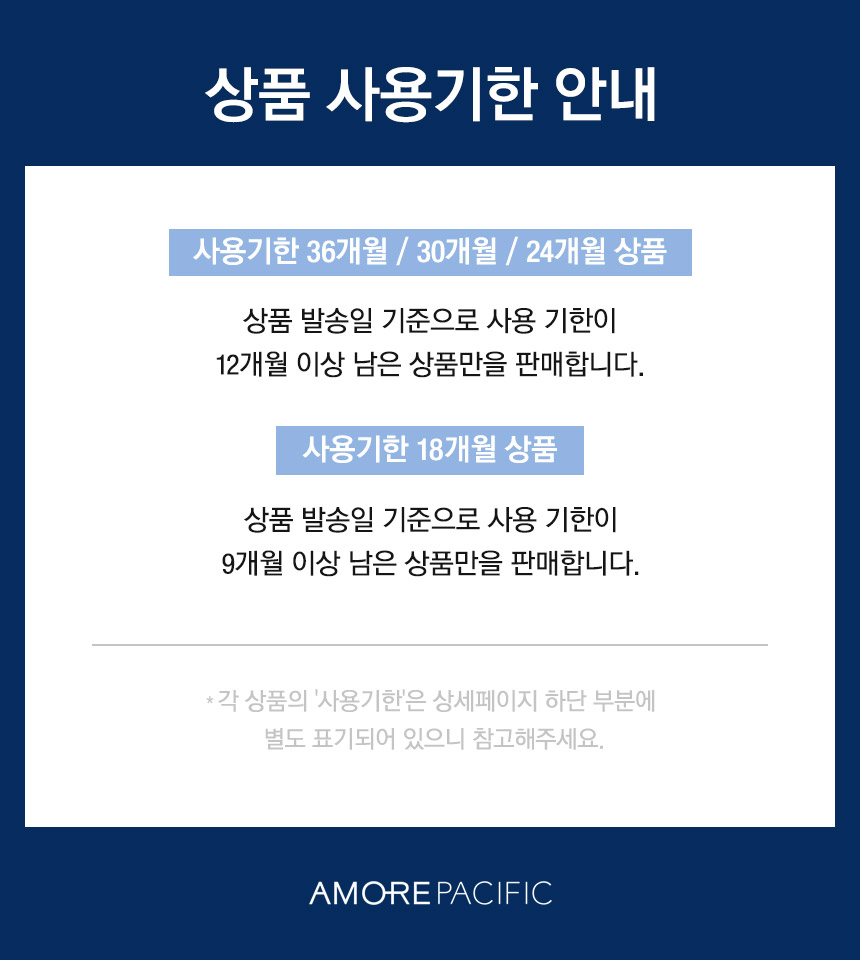 상품 사용기한 안내
사용기한 36개월 / 30개월 / 24개월 상품
상품 발송일 기준으로 사용 기한이
12개월 이상 남은 상품만을 판매합니다.
사용기한 18개월 상품
상품 발송일 기준으로 사용 기한이
9개월 이상 남은 상품만을 판매합니다.
* 각 상품의 '사용기한'은 상세페이지 하단 부분에
별도 표기되어 있으니 참고해주세요.
AMOREPACIFIC